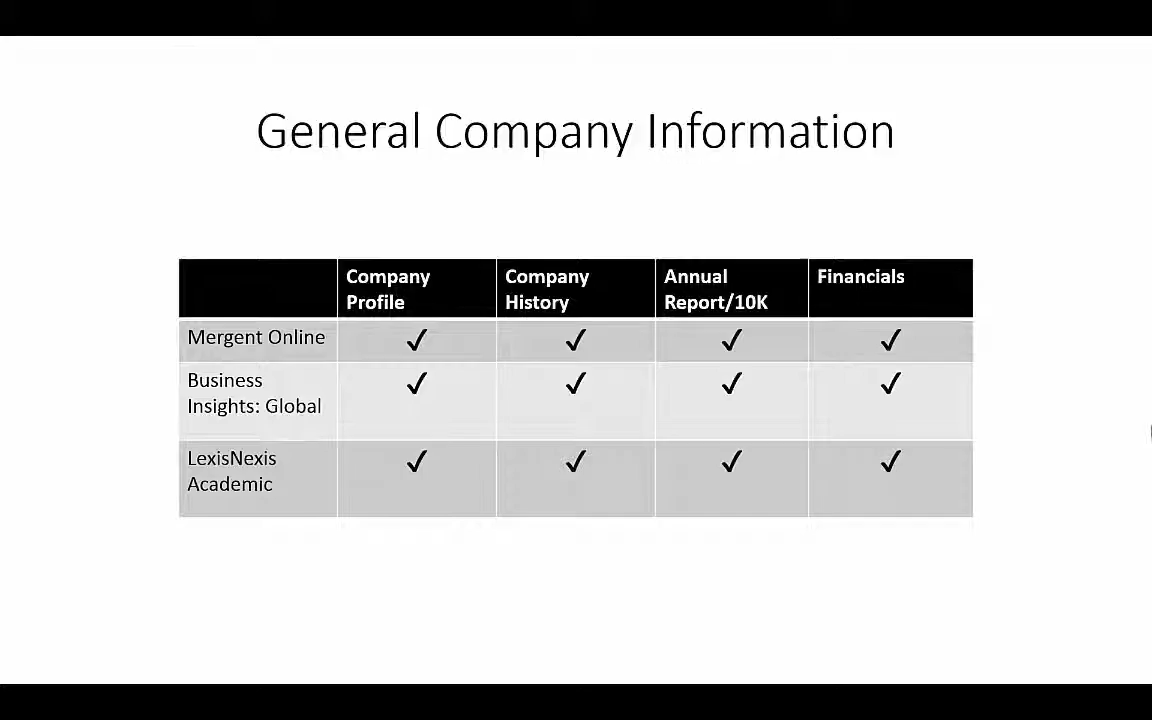 General Company Information
Company Profile
Company History
Annual Report/10K
Financials
Mergent Online ✓ ✓ ✓ ✓
Business Insights: Global ✓ ✓ ✓ ✓
LexisNexis Academic ✓ ✓ ✓ ✓